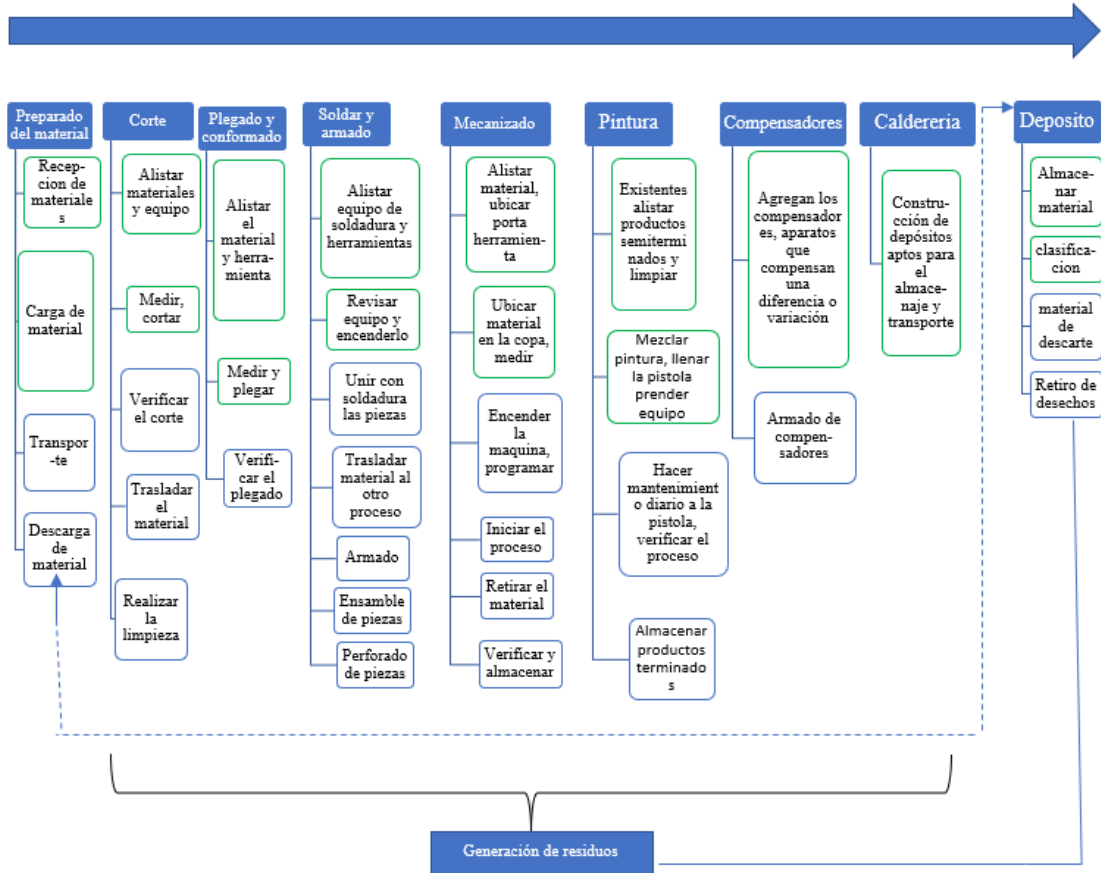 Preparado
del material
Recep-
cion de
materiale
s
Carga de
material
Transpor
-te
Descarga
de
material
Corte
Alistar
materiales
y equipo
Medir,
cortar
Verificar
el corte
Trasladar
el
material
Realizar
la
limpieza
Plegado y
conformado
Alistar
el
material
y herra-
mienta
Medir y
plegar
Verifi-
car el
plegado
Soldar y
armado
Alistar
equipo de
soldadura y
herramientas
Revisar
equipo y
encenderlo
Unir con
soldadura
las piezas
Trasladar
material al
otro
proceso
Armado
Ensamble
de piezas
Perforado
de piezas
Mecanizado
Alistar
material,
ubicar
porta
herramien-
ta
Ubicar
material
en la copa,
medir
Encender
la
maquina,
programar
Iniciar el
proceso
Retirar el
material
Verificar y
almacenar
Pintura
Existentes
alistar
productos
semitermi
nados y
limpiar
Mezclar
pintura, llenar
la pistola
prender
equipo
Hacer
mantenimient
o diario a la
pistola,
verificar el
proceso
Almacenar
productos
terminado
s
Compensadores
Agregan los
compensador
es, aparatos
que
compensan
una
diferencia o
variación
Armado de
compen-
sadores
Caldereria
Constru-
cción de
depósitos
aptos para
el
almace-
naje y
transporte
Deposito
Almace-
nar
material
clasifica-
cion
material
de
descarte
Retiro de
desechos
Generación de residuos